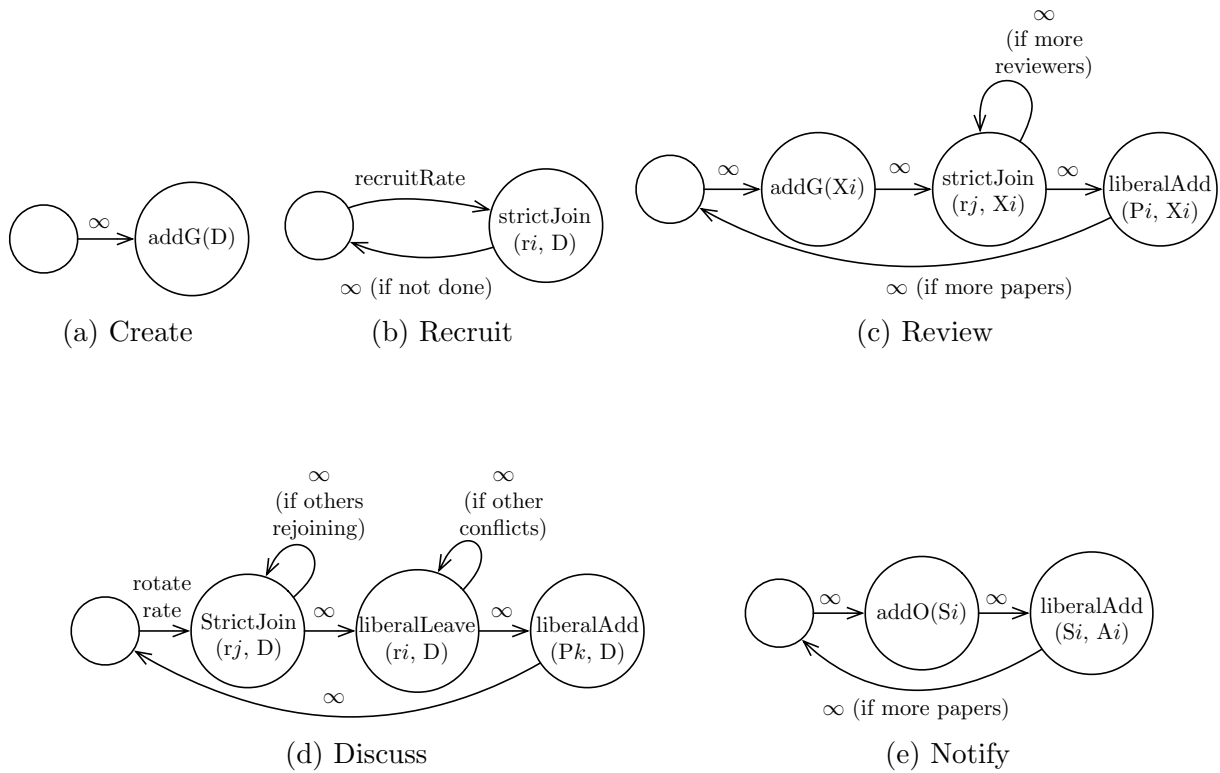 ∞
addG(D)
(a) Create
recruitRate
strictJoin
(ri, D)
∞ (if not done)
(b) Recruit
∞
(if more
reviewers)
∞
addG(Xi)
∞
strictJoin
(rj, Xi)
∞
liberalAdd
(Pi, Xi)
∞ (if more papers)
(c) Review
∞
(if others
rejoining)
∞
(if other
conflicts)
rotate
rate
StrictJoin
(rj, D)
∞
liberalLeave
(ri, D)
∞
liberalAdd
(Pk, D)
∞
(d) Discuss
∞
addO(Si)
∞
liberalAdd
(Si, Ai)
∞ (if more papers)
(e) Notify